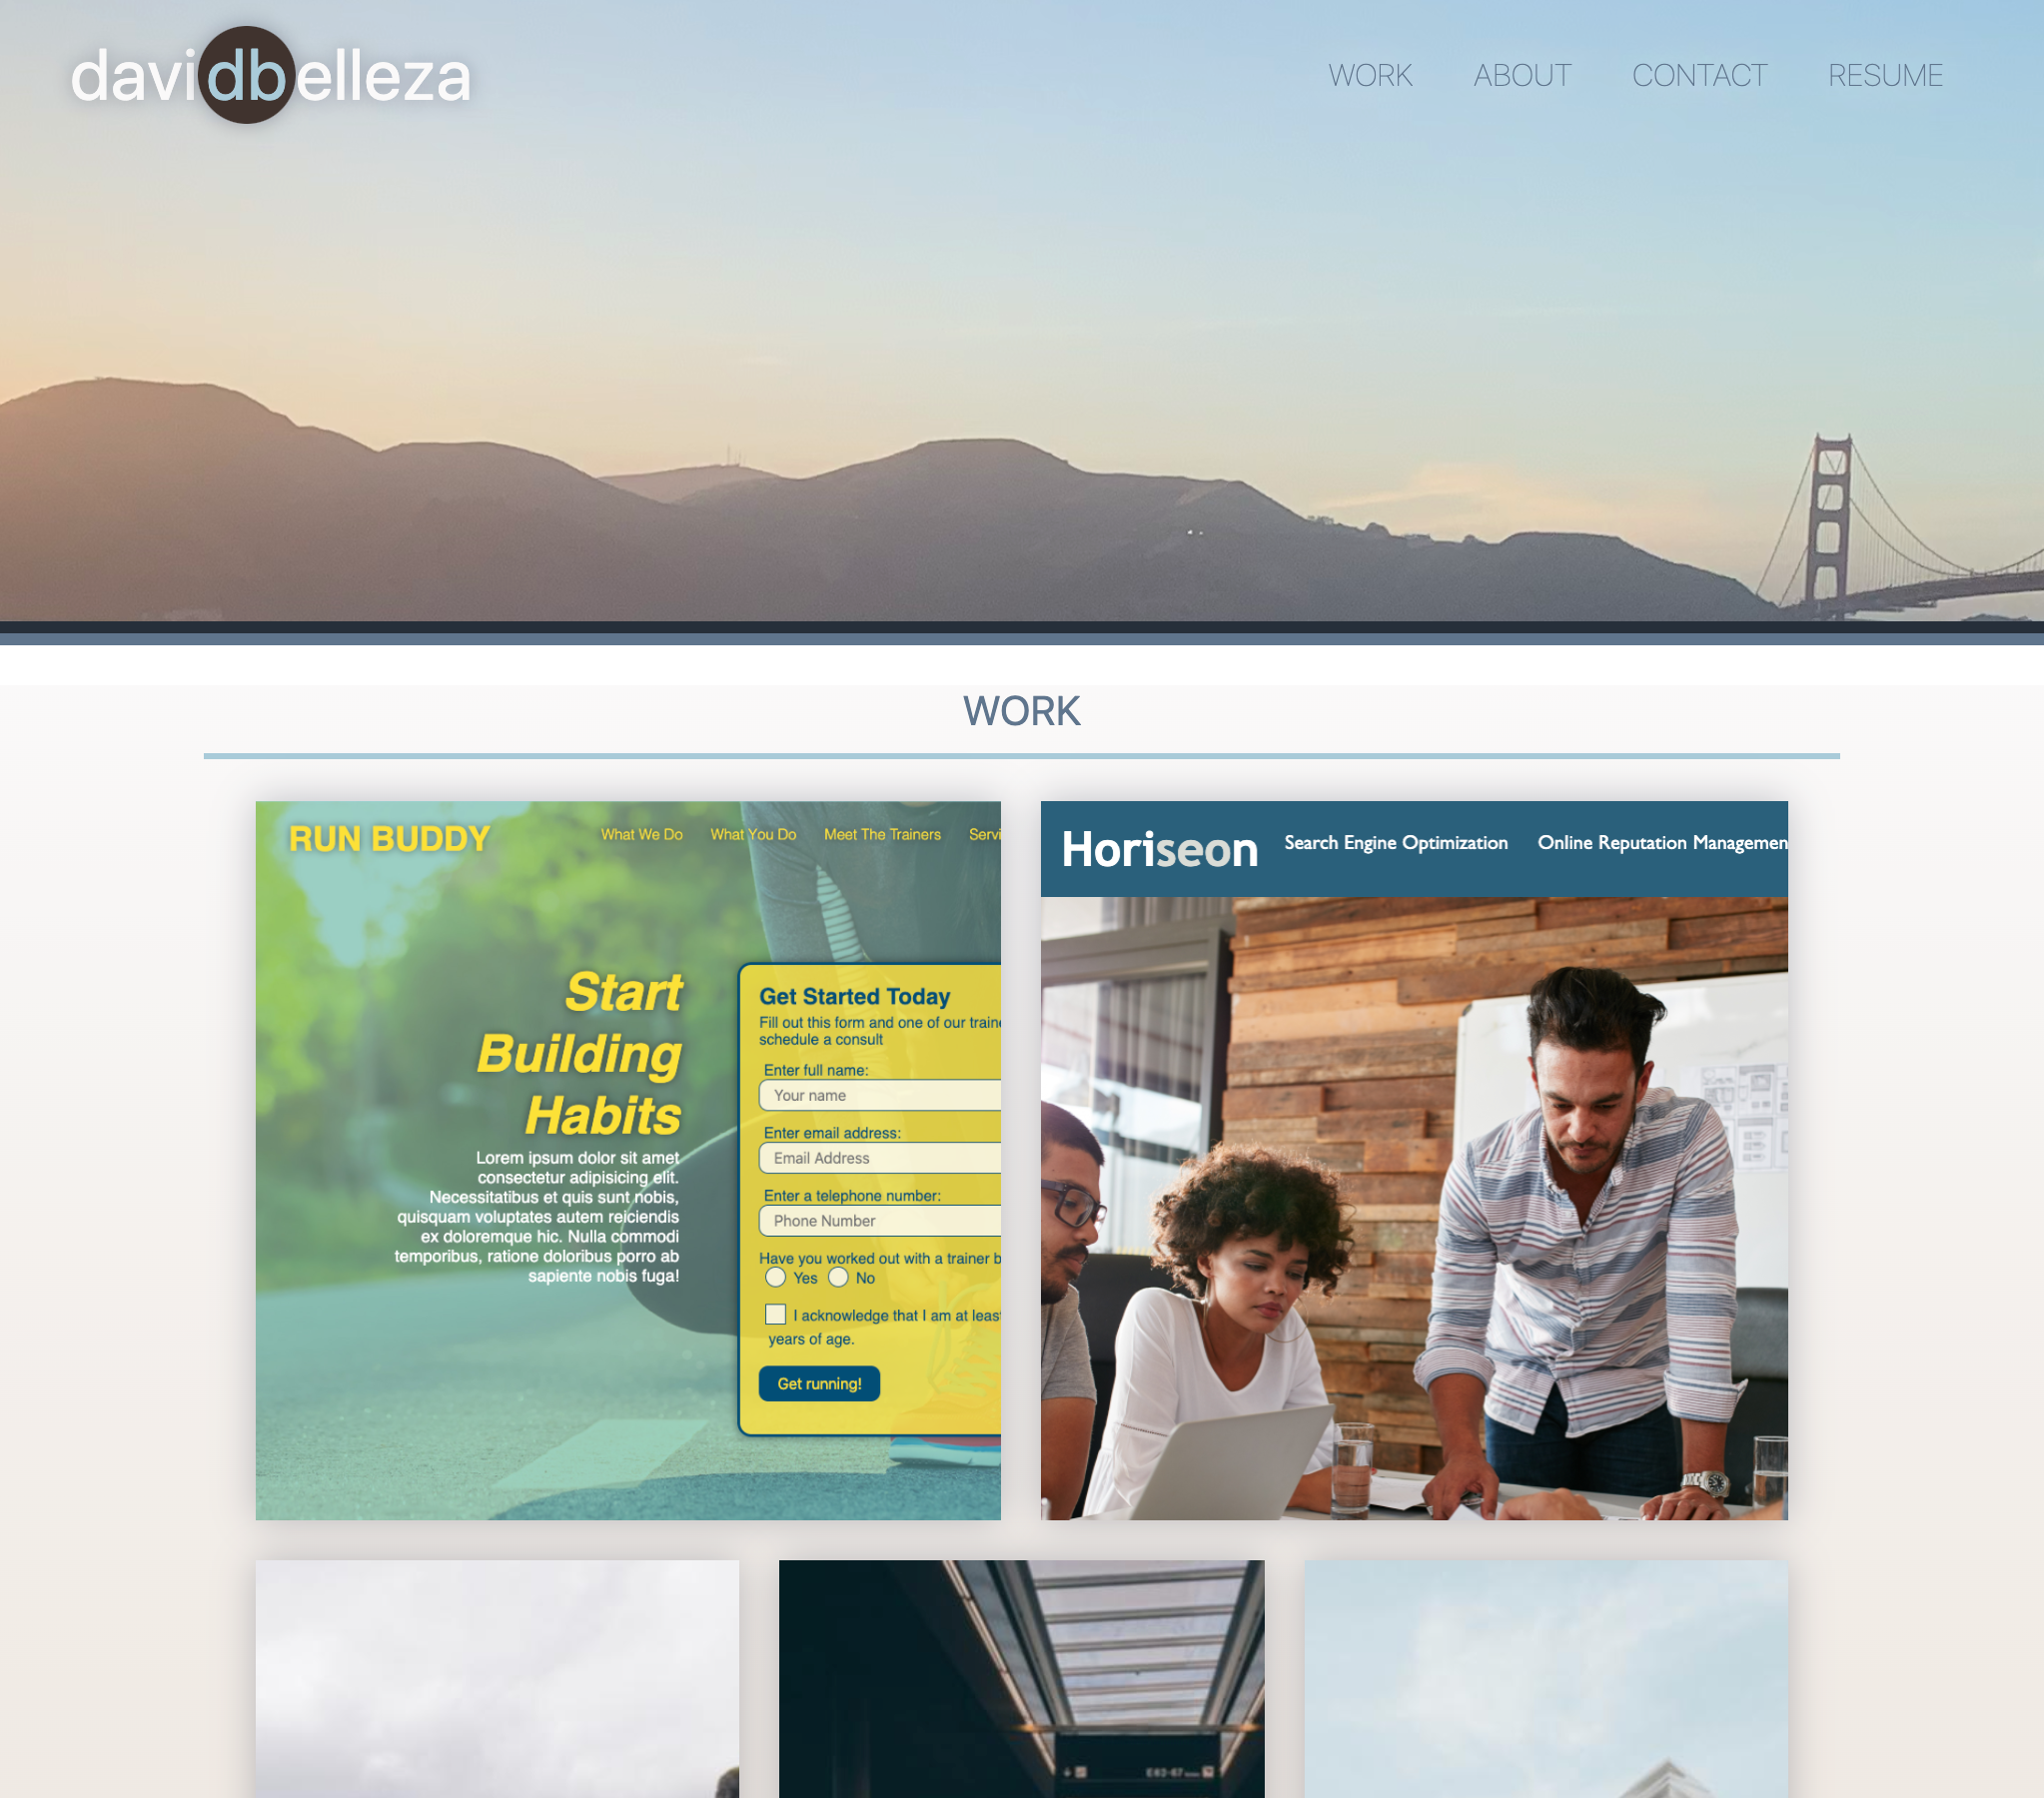 davidbelleza
WORK ABOUT CONTACT RESUME
WORK
RUN BUDDY
What We Do What You Do Meet The Trainers Servi
Start
Building
Habits
Lorem ipsum dolor sit amet
consectetur adipisicing elit.
Necessitatibus et quis sunt nobis,
quisquam voluptates autem reiciendis
ex doloremque hic. Nulla commodi
temporibus, ratione doloribus porro ab
sapiente nobis fuga!
Get Started Today
Fill out this form and one of our traine
schedule a consult
Enter full name:
Your name
Enter email address:
Email Address
Enter a telephone number:
Phone Number
Have you worked out with a trainer b
Yes No
I acknowledge that I am at leas
years of age.
Get running!
Horiseon
Search Engine Optimization Online Reputation Managemen